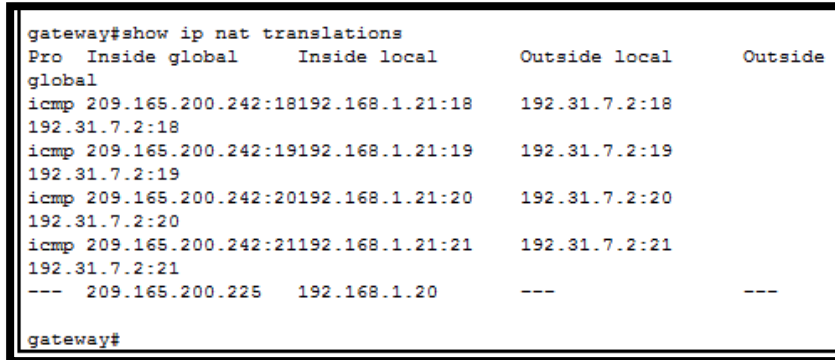 gateway#show ip nat translations
Pro  Inside global     Inside local        Outside local       Outside
global
icmp 209.165.200.242:18192.168.1.21:18     192.31.7.2:18
192.31.7.2:18
icmp 209.165.200.242:19192.168.1.21:19     192.31.7.2:19
192.31.7.2:19
icmp 209.165.200.242:20192.168.1.21:20     192.31.7.2:20
192.31.7.2:20
icmp 209.165.200.242:21192.168.1.21:21     192.31.7.2:21
192.31.7.2:21
---  209.165.200.225   192.168.1.20        ---                 ---
gateway#